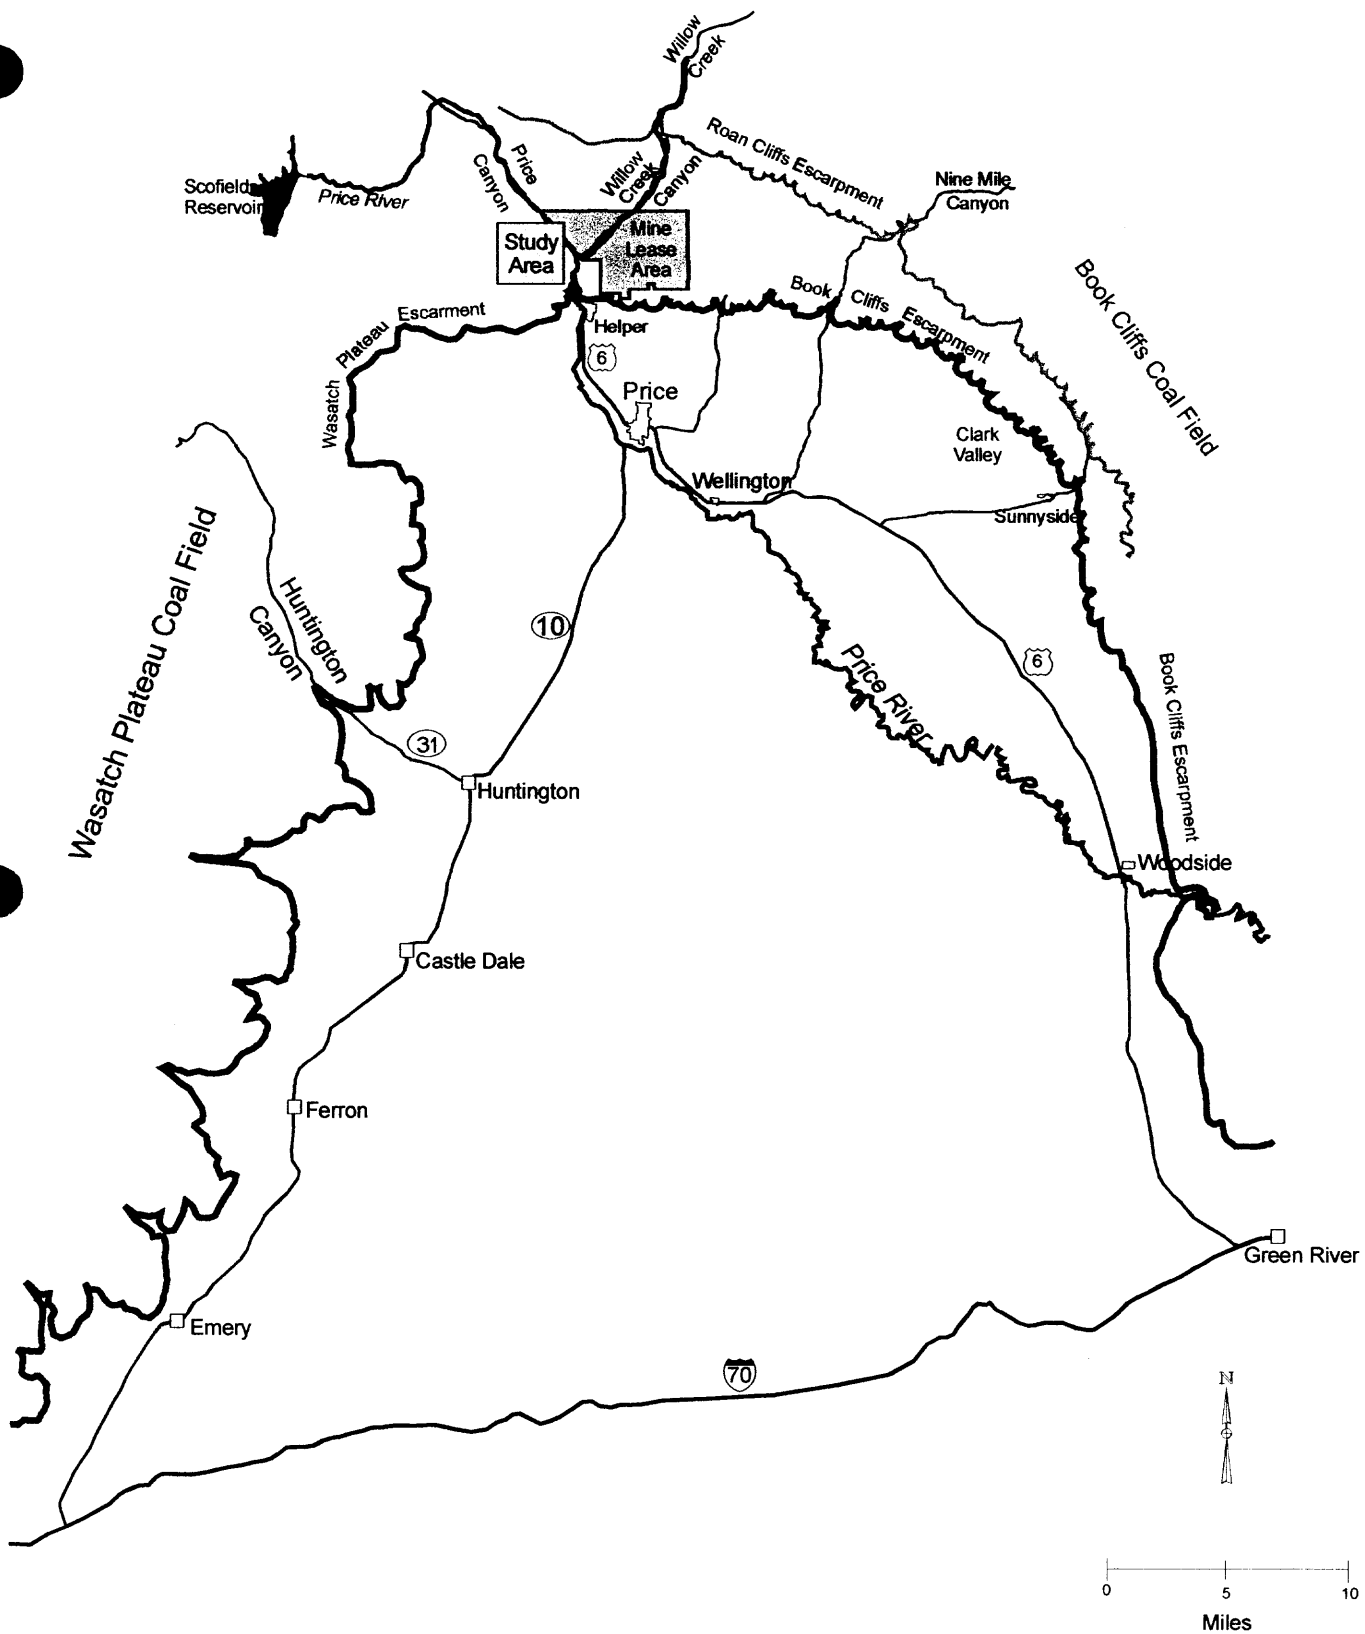 Willow
Creek
Roan Cliffs Escarpment
Price
Canyon
Willow
Creek
Canyon
Scofield
Reservoir
Price River
Nine Mile
Canyon
Study
Area
Mine
Lease
Area
Book Cliffs Coal Field
Book Cliffs Escarpment
Wasatch Plateau Escarment
Helper
6
Price
Clark
Valley
Wellington
Sunnyside
Wasatch Plateau Coal Field
Huntington
Canyon
10
6
Price River
Book Cliffs Escarpment
31
Huntington
Woodside
Castle Dale
Ferron
Green River
Emery
70
N
0 5 10
Miles